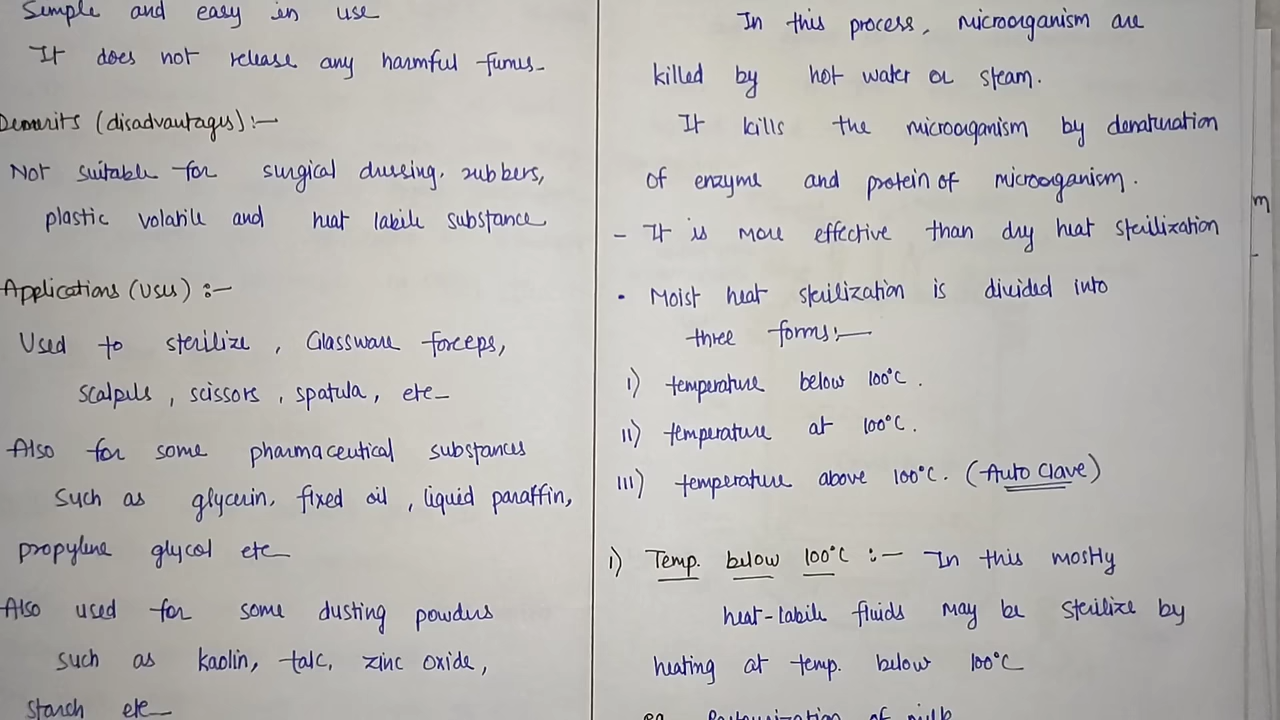 Simple and easy in use
It does not release any harmful fumes-
Demerits (disadvantages) :-
Not suitable for surgical dressing, rubbers,
plastic volatile and heat labile substance
Applications (uses) :-
Used to sterilize, Glassware forceps,
scalpels, scissors, spatula, etc-
Also for some pharmaceutical substances
such as glycerin, fixed oil, liquid paraffin,
propylene glycol etc-
Also used for some dusting powders
such as kaolin, talc, zinc oxide,
starch etc-
In this process, microorganism are
killed by hot water or steam.
It kills the microorganism by denaturation
of enzyme and protein of microorganism.
- It is more effective than dry heat sterilization
• Moist heat sterilization is divided into
three forms :-
i) temperature below 100°C.
ii) temperature at 100°C.
iii) temperature above 100°C. (Auto Clave)
i) Temp. below 100°C :- In this mostly
heat-labile fluids may be sterilize by
heating at temp. below 100°C
eg Pasteurization of milk
m
-